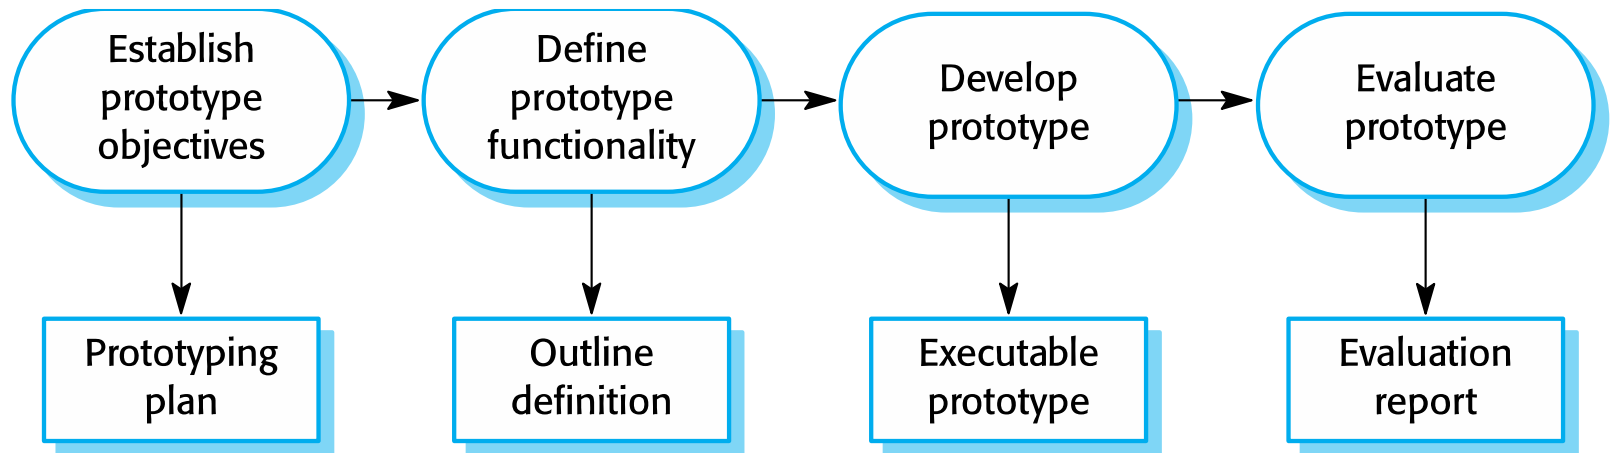 Establish
prototype
objectives
Define
prototype
functionality
Develop
prototype
Evaluate
prototype
Prototyping
plan
Outline
definition
Executable
prototype
Evaluation
report